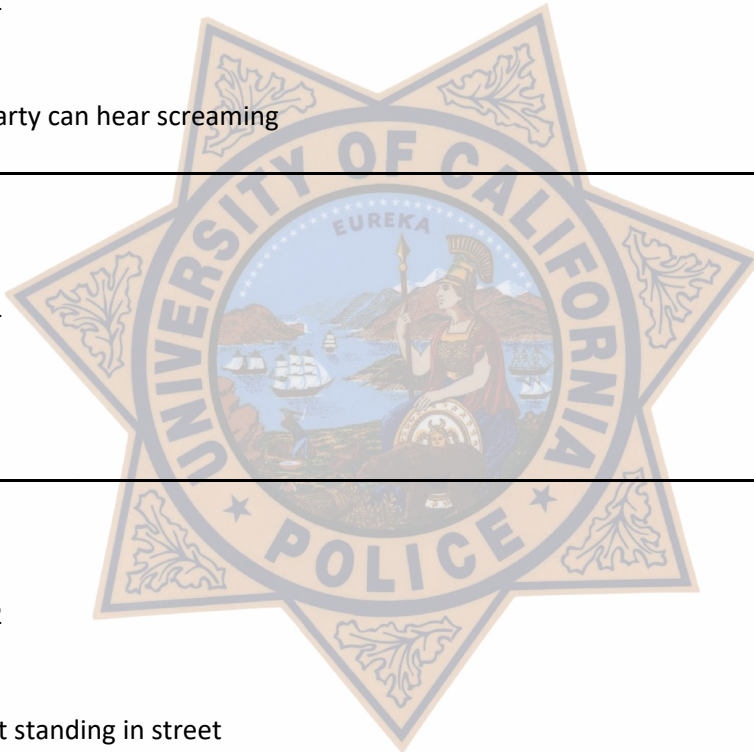 arty can hear screaming
UNIVERSITY OF CALIFORNIA
EUREKA
POLICE
t standing in street